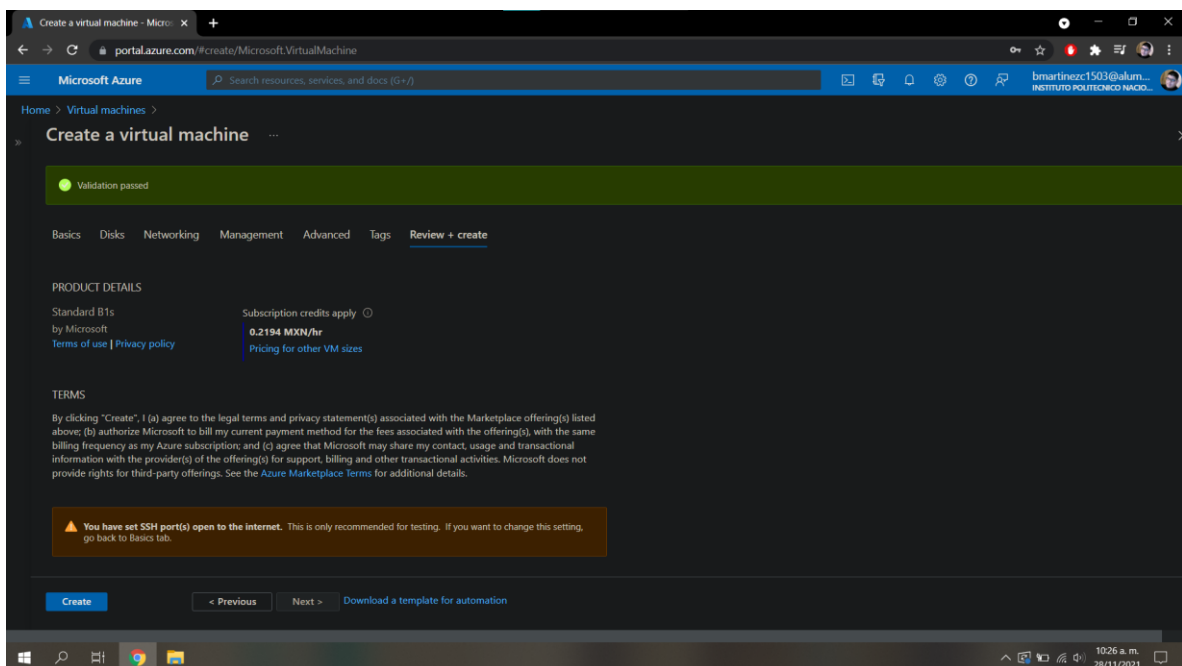 Create a virtual machine - Micros
portal.azure.com/#create/Microsoft.VirtualMachine
Microsoft Azure
Search resources, services, and docs (G+/)
bmartinezc1503@alum...
INSTITUTO POLITECNICO NACIO...
Home > Virtual machines >
Create a virtual machine ...
Validation passed
Basics Disks Networking Management Advanced Tags Review + create
PRODUCT DETAILS
Standard B1s
by Microsoft
Terms of use | Privacy policy
Subscription credits apply
0.2194 MXN/hr
Pricing for other VM sizes
TERMS
By clicking "Create", I (a) agree to the legal terms and privacy statement(s) associated with the Marketplace offering(s) listed
above; (b) authorize Microsoft to bill my current payment method for the fees associated with the offering(s), with the same
billing frequency as my Azure subscription; and (c) agree that Microsoft may share my contact, usage and transactional
information with the provider(s) of the offering(s) for support, billing and other transactional activities. Microsoft does not
provide rights for third-party offerings. See the Azure Marketplace Terms for additional details.
You have set SSH port(s) open to the internet. This is only recommended for testing. If you want to change this setting,
go back to Basics tab.
Create < Previous Next > Download a template for automation
10:26 a. m.
28/11/2021